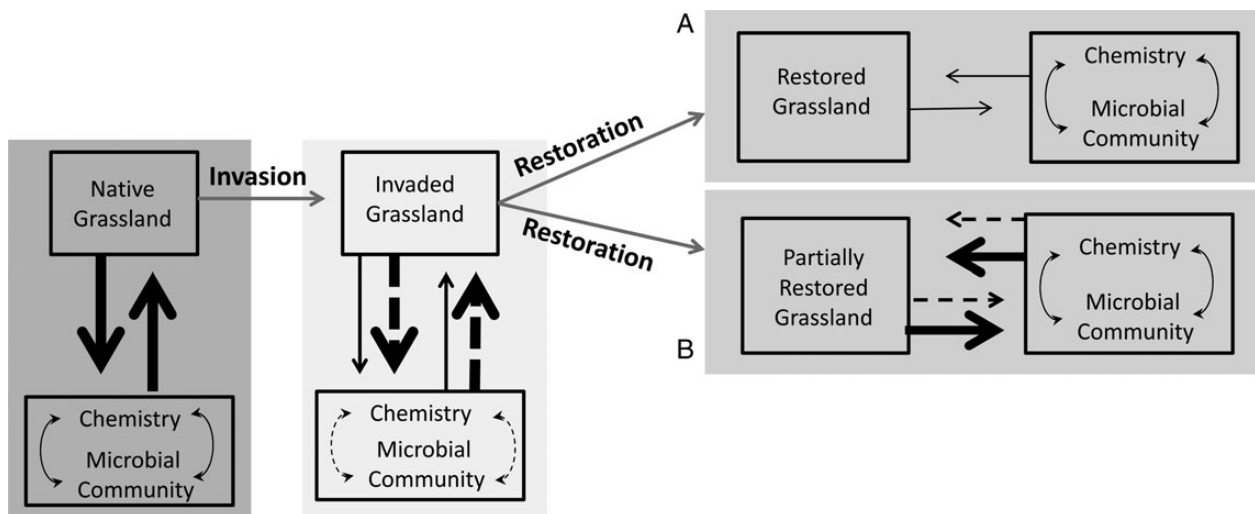 Native
Grassland
Chemistry
Microbial
Community
Invasion
Invaded
Grassland
Chemistry
Microbial
Community
Restoration
Restoration
A
Restored
Grassland
Chemistry
Microbial
Community
B
Partially
Restored
Grassland
Chemistry
Microbial
Community